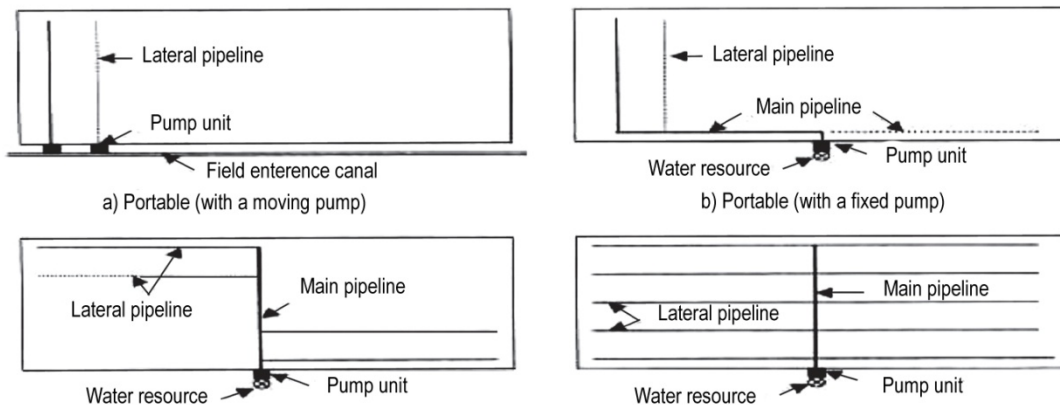 Lateral pipeline
Pump unit
Field enterence canal
a) Portable (with a moving pump)
Lateral pipeline
Main pipeline
Water resource
Pump unit
b) Portable (with a fixed pump)
Lateral pipeline
Main pipeline
Water resource
Pump unit
Main pipeline
Lateral pipeline
Water resource
Pump unit